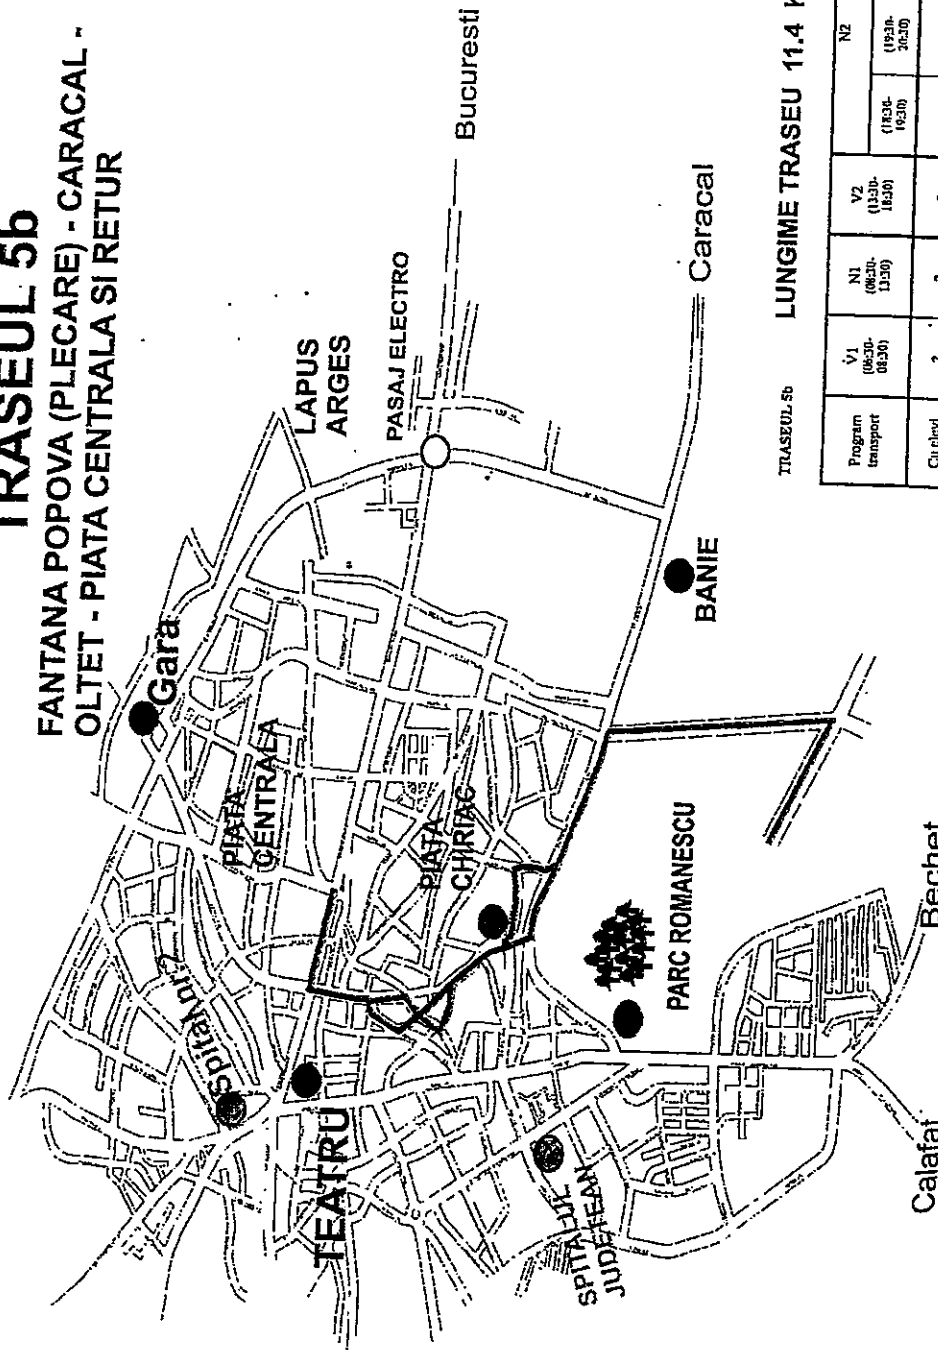 TRASEUL 5b
FANTANA POPOVA (PLECARE) - CARACAL -
OLTET - PIATA CENTRALA SI RETUR
Gara
Spital nr.2
PIATA
CENTRALA
LAPUS
ARGES
PASAJ ELECTRO
Bucuresti
TEATRU
PIATA
CHIRIAC
Caracal
BANIE
SPITALUL
JUDETEAN
PARC ROMANESCU
Calafat
Bechet
TRASEUL 5b
LUNGIME TRASEU 11.4
Program
transport
V1
(06:30-
08:30)
N1
(08:30-
13:30)
V2
(13:30-
18:30)
N2
(18:30-
19:30)
(19:30-
20:30)